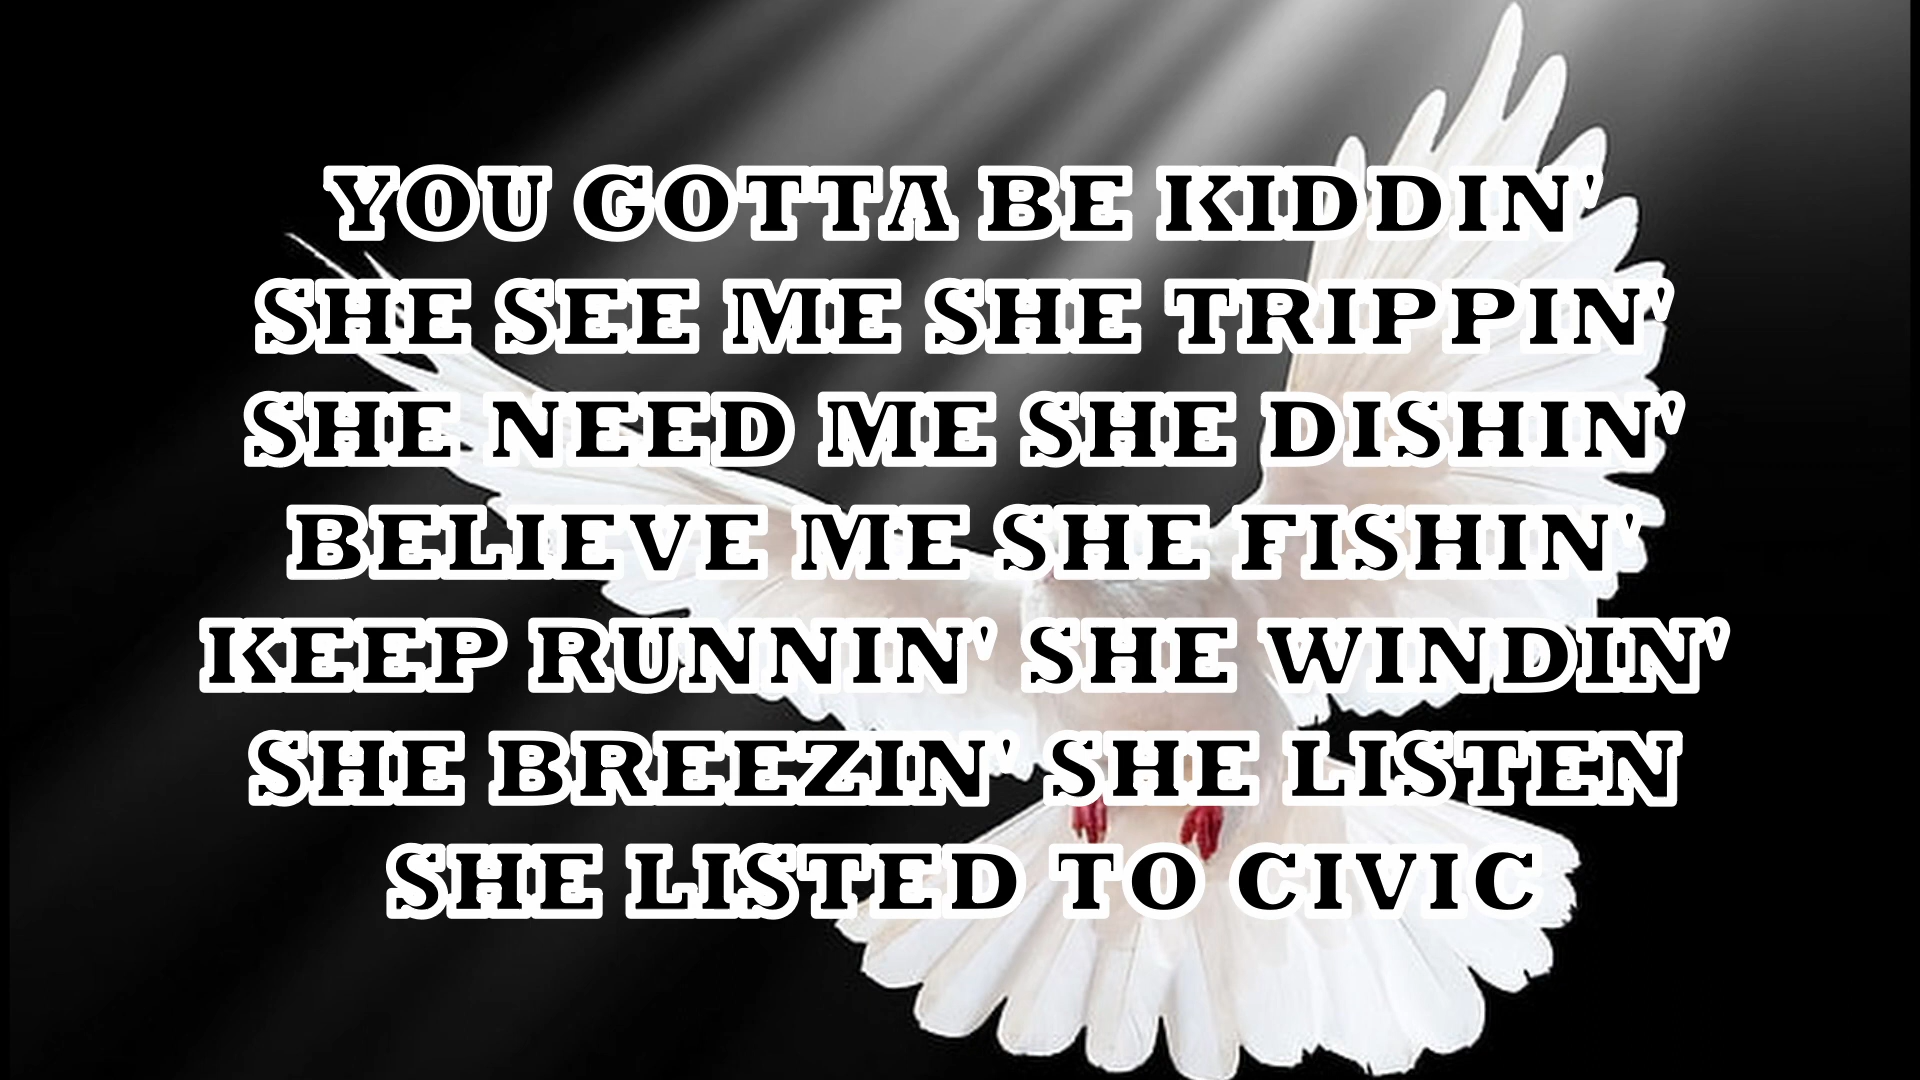 YOU GOTTA BE KIDDIN'
SHE SEE ME SHE TRIPPIN'
SHE NEED ME SHE DISHIN'
BELIEVE ME SHE FISHIN'
KEEP RUNNIN' SHE WINDIN'
SHE BREEZIN' SHE LISTEN
SHE LISTED TO CIVIC